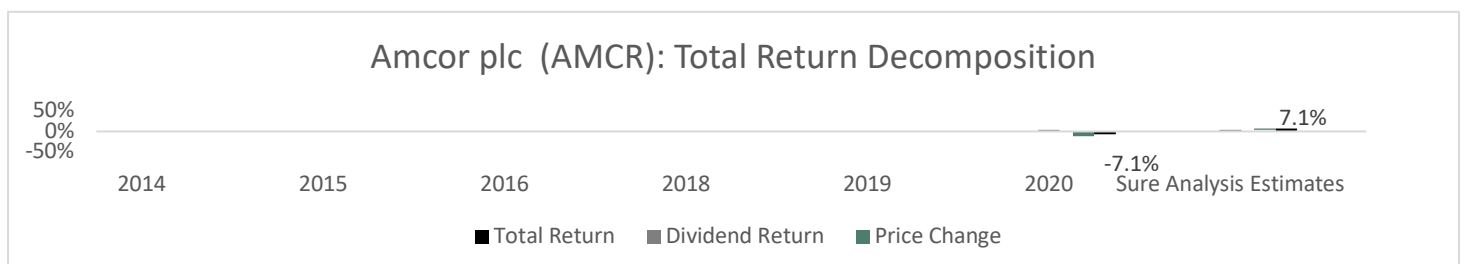 Amcor plc (AMCR): Total Return Decomposition
50%
0%
-50%
7.1%
-7.1%
2014 2015 2016 2018 2019 2020 Sure Analysis Estimates
Total Return Dividend Return Price Change